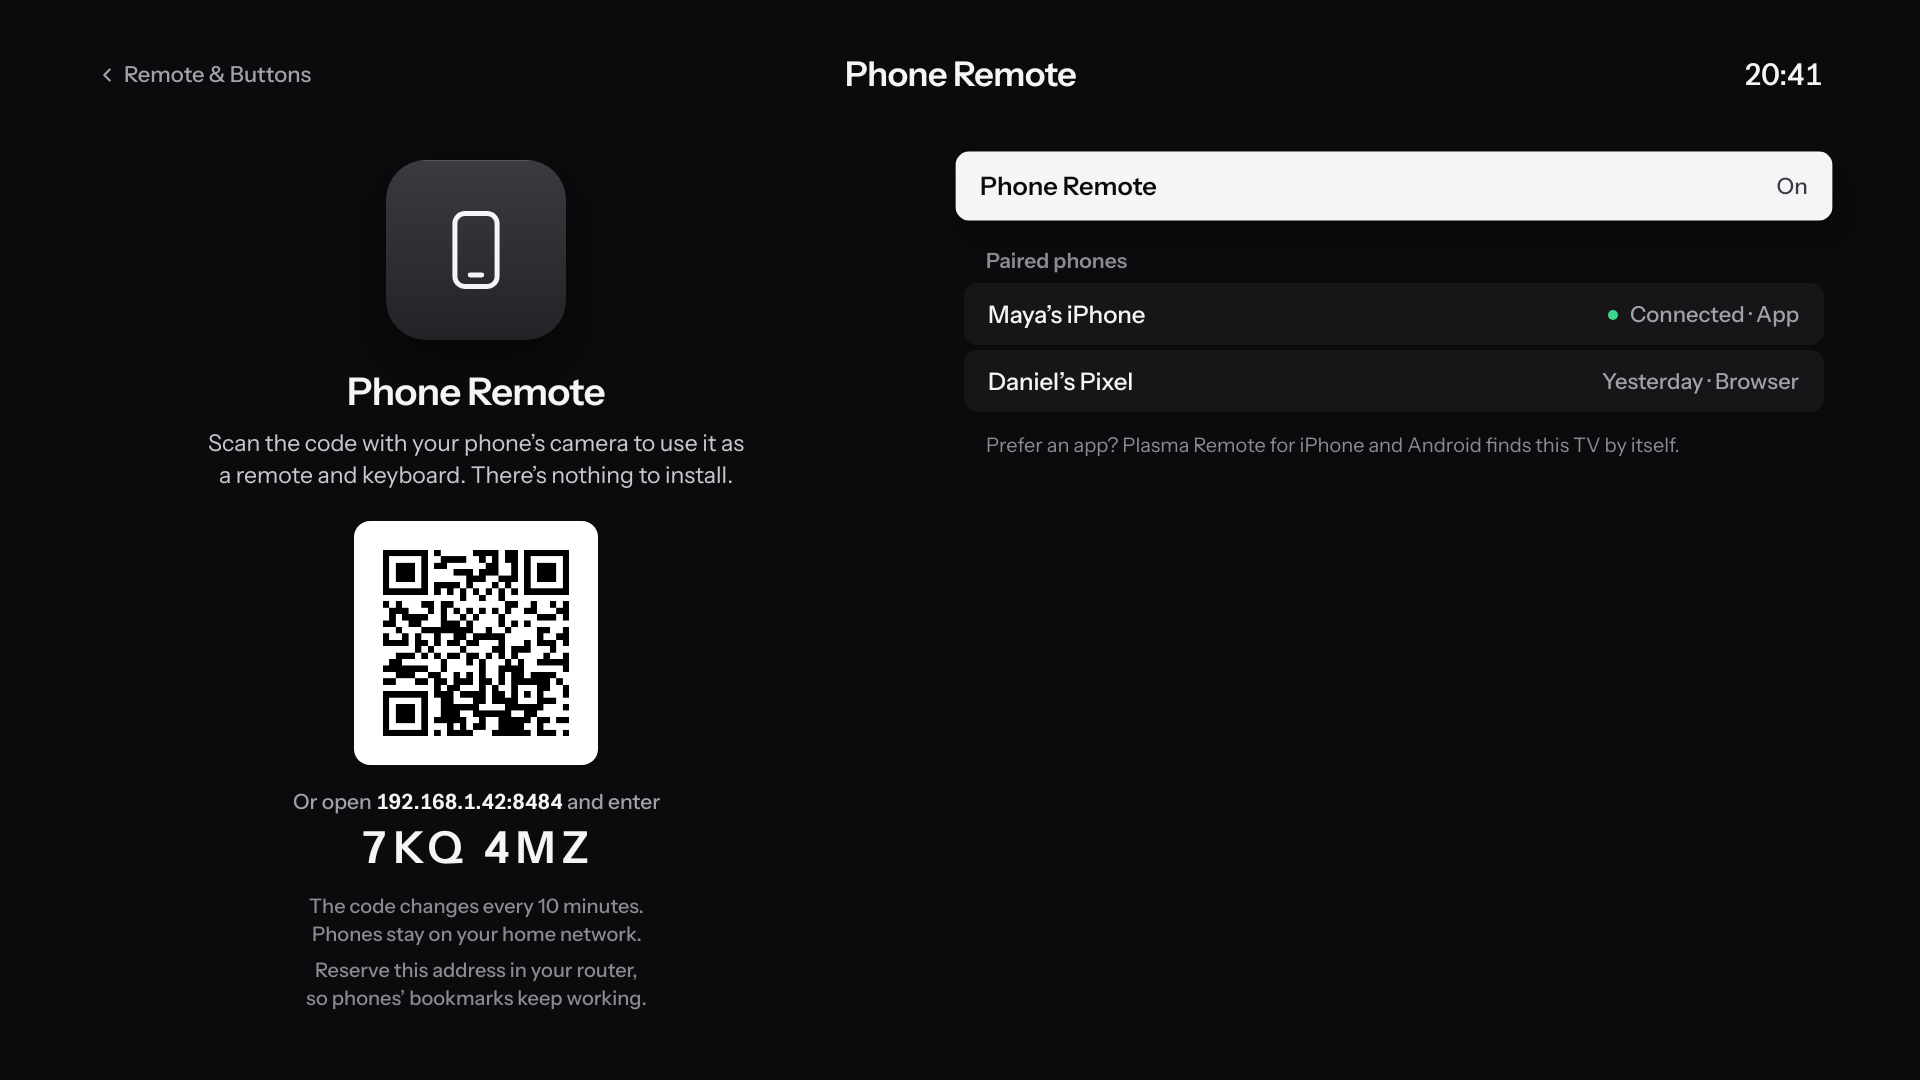 Remote & Buttons
Phone Remote
20:41
Phone Remote
Scan the code with your phone’s camera to use it as
a remote and keyboard. There’s nothing to install.
Or open 192.168.1.42:8484 and enter
7KQ 4MZ
The code changes every 10 minutes.
Phones stay on your home network.
Reserve this address in your router,
so phones’ bookmarks keep working.
Phone Remote On
Paired phones
Maya’s iPhone Connected · App
Daniel’s Pixel Yesterday · Browser
Prefer an app? Plasma Remote for iPhone and Android finds this TV by itself.